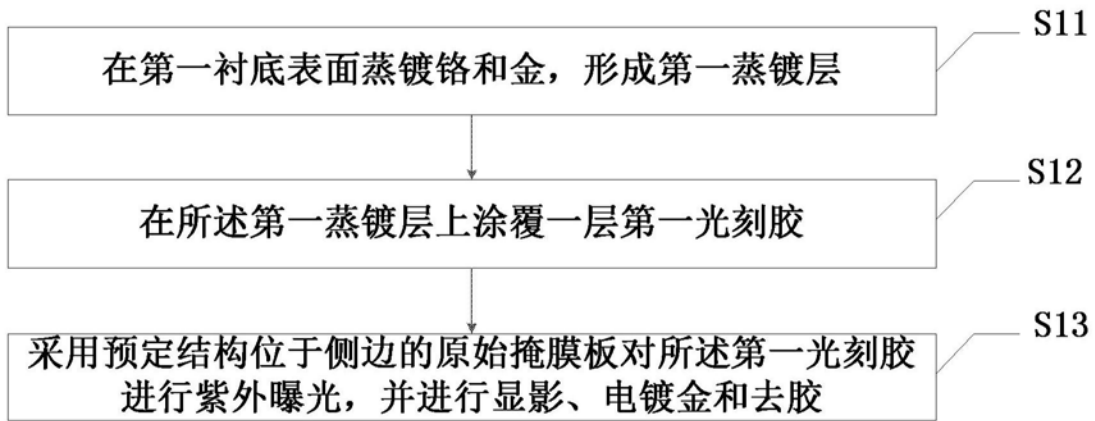 S11
在第一衬底表面蒸镀铬和金，形成第一蒸镀层
S12
在所述第一蒸镀层上涂覆一层第一光刻胶
S13
采用预定结构位于侧边的原始掩膜板对所述第一光刻胶
进行紫外曝光，并进行显影、电镀金和去胶